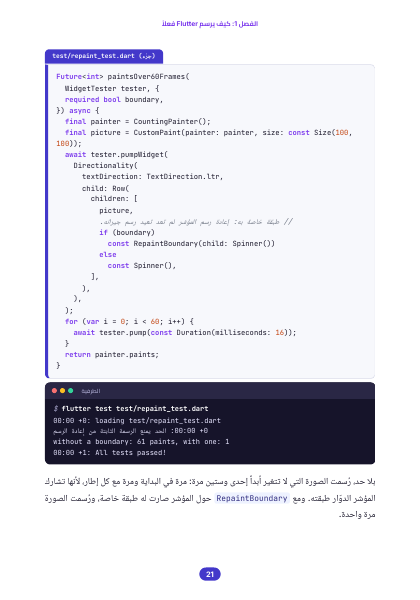 الفصل 1: كيف يرسم Flutter فعلاً
test/repaint_test.dart (جزء)
Future<int> paintsOver60Frames(
  WidgetTester tester, {
  required bool boundary,
}) async {
  final painter = CountingPainter();
  final picture = CustomPaint(painter: painter, size: const Size(100,
100));
  await tester.pumpWidget(
    Directionality(
      textDirection: TextDirection.ltr,
      child: Row(
        children: [
          picture,
          // طبقة خاصة به: إعادة رسم المؤشر لم تعد تعيد رسم جيرانه.
          if (boundary)
            const RepaintBoundary(child: Spinner())
          else
            const Spinner(),
        ],
      ),
    ),
  );
  for (var i = 0; i < 60; i++) {
    await tester.pump(const Duration(milliseconds: 16));
  }
  return painter.paints;
}
الطرفية
$ flutter test test/repaint_test.dart
00:00 +0: loading test/repaint_test.dart
00:00 +0: الحد يمنع الرسمة الثابتة من إعادة الرسم
without a boundary: 61 paints, with one: 1
00:00 +1: All tests passed!
بلا حد، رُسمت الصورة التي لا تتغير أبداً إحدى وستين مرة: مرة في البداية ومرة مع كل إطار، لأنها تشارك
المؤشر الدوّار طبقته. ومع RepaintBoundary حول المؤشر صارت له طبقة خاصة، ورُسمت الصورة
مرة واحدة.
21